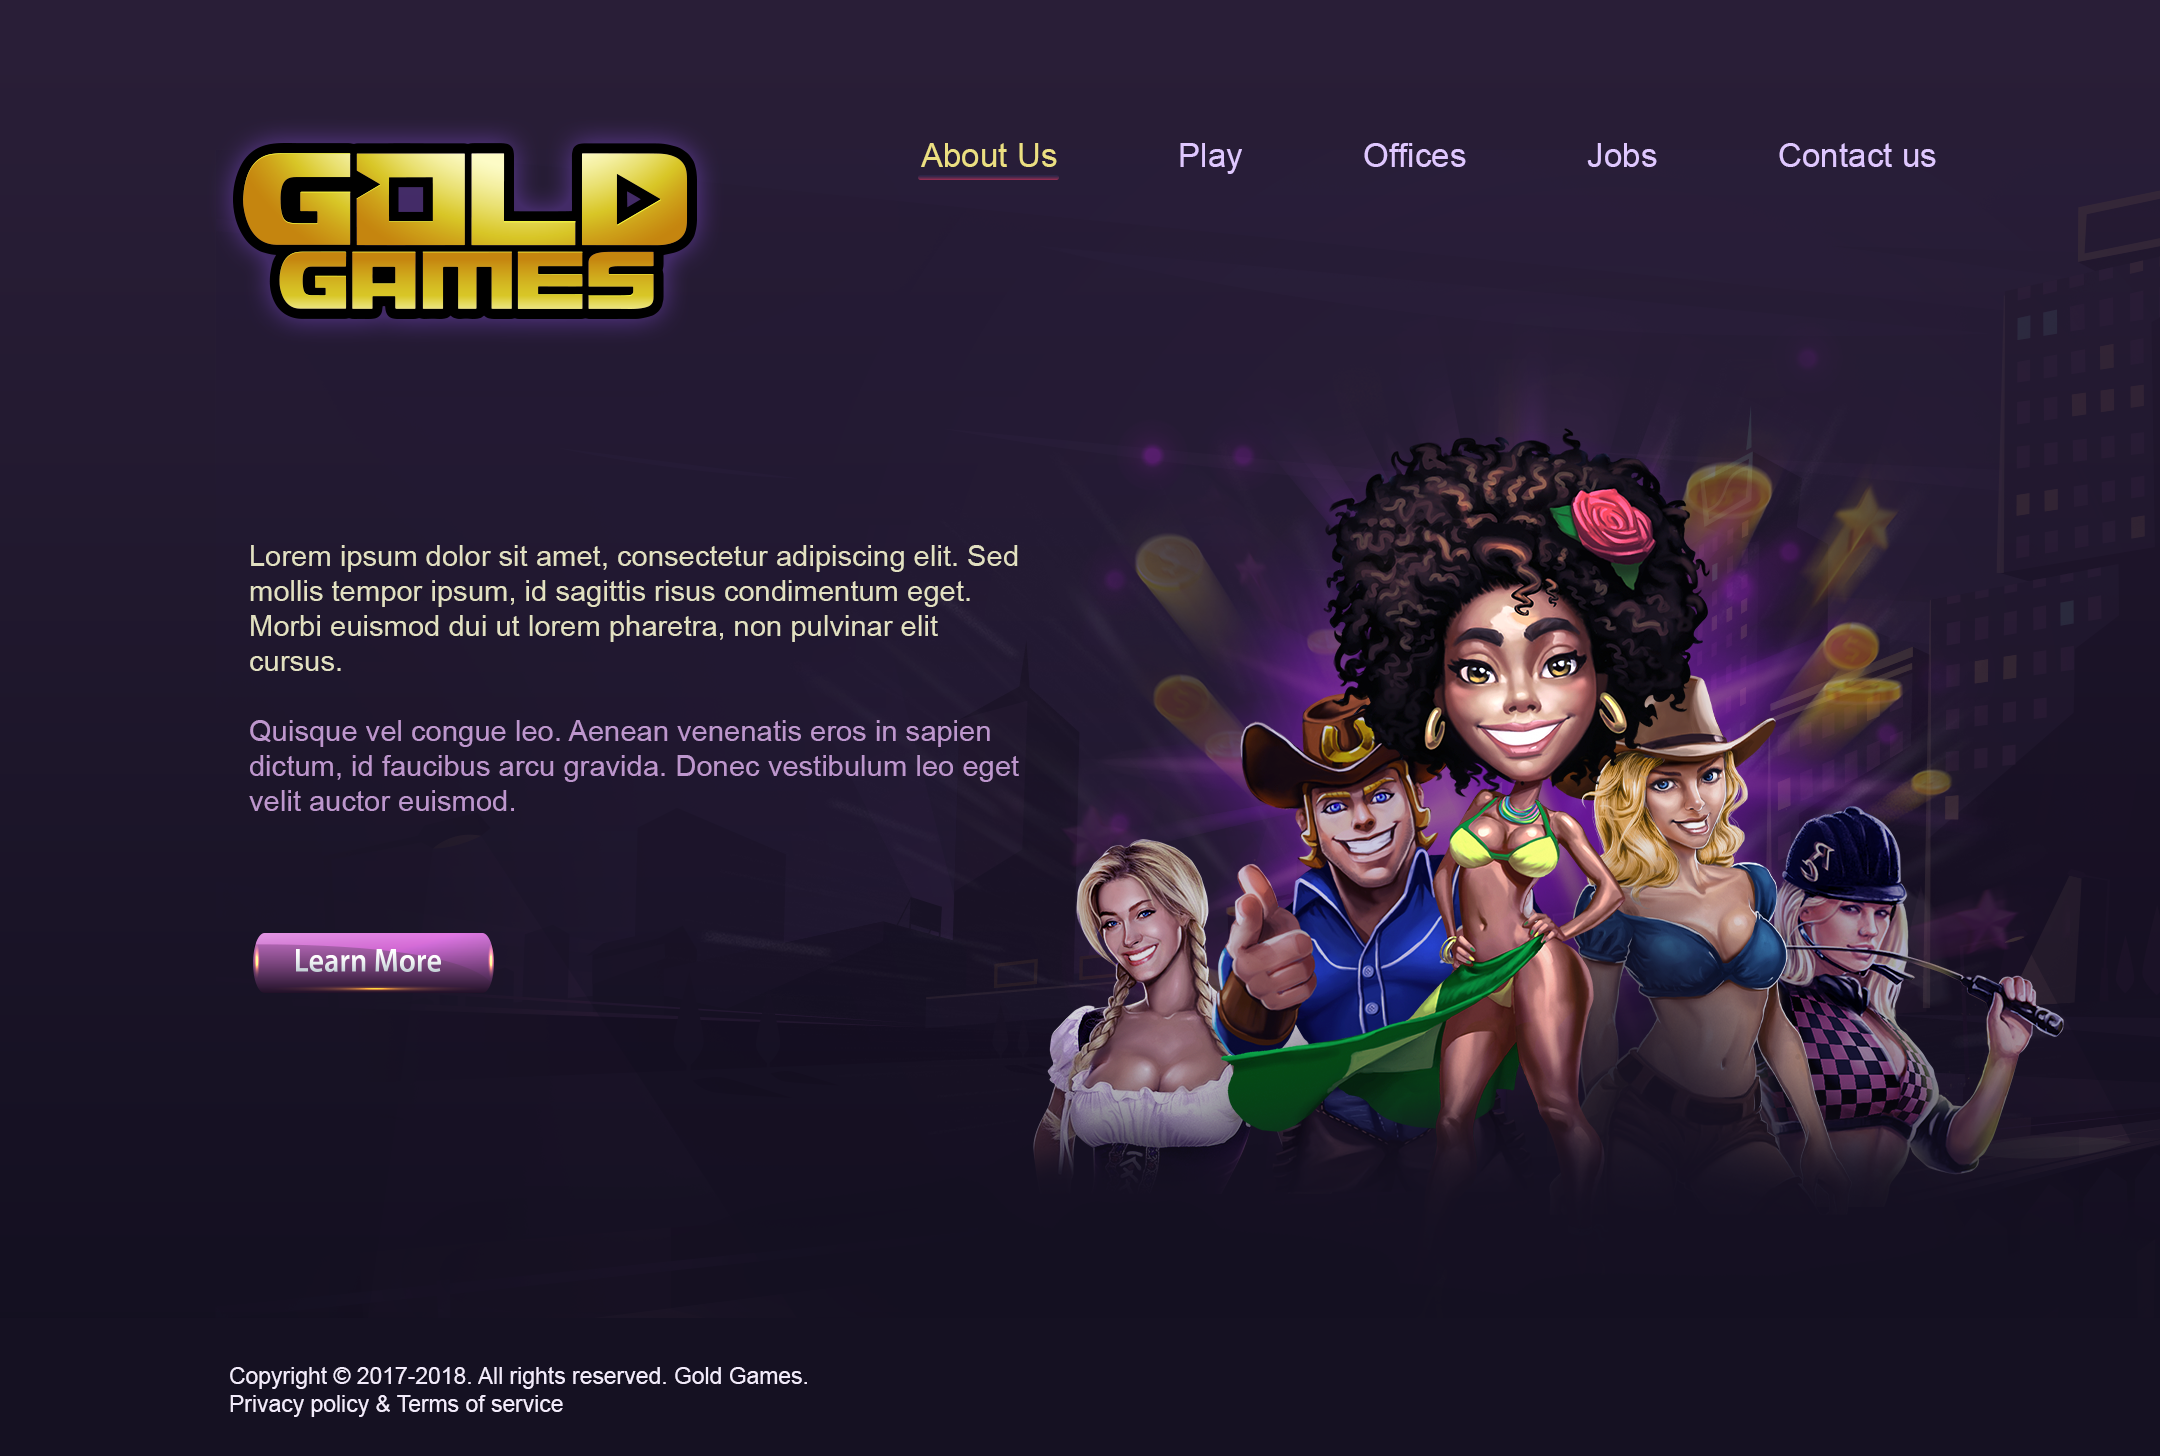 GOLD
GAMES
About Us
Play
Offices
Jobs
Contact us
Lorem ipsum dolor sit amet, consectetur adipiscing elit. Sed
mollis tempor ipsum, id sagittis risus condimentum eget.
Morbi euismod dui ut lorem pharetra, non pulvinar elit
cursus.
Quisque vel congue leo. Aenean venenatis eros in sapien
dictum, id faucibus arcu gravida. Donec vestibulum leo eget
velit auctor euismod.
Learn More
Copyright © 2017-2018. All rights reserved. Gold Games.
Privacy policy & Terms of service